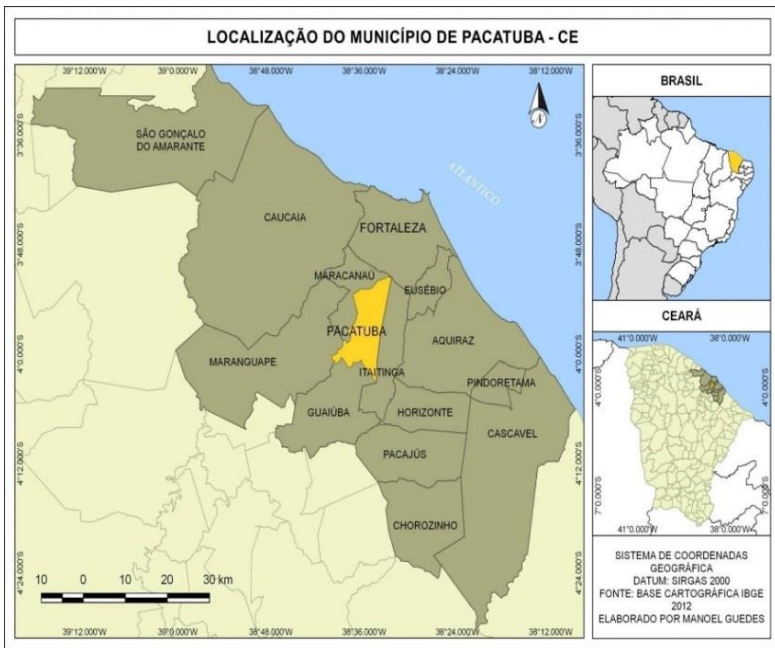 LOCALIZAÇÃO DO MUNICÍPIO DE PACATUBA - CE
39°12.000'W 39°0.000'W 38°48.000'W 38°36.000'W 38°24.000'W 38°12.000'W
3°36.000'S
3°48.000'S
4°0.000'S
4°12.000'S
4°24.000'S
SÃO GONÇALO
DO AMARANTE
ATLÂNTICO
CAUCAIA
FORTALEZA
MARACANAÚ
EUSÉBIO
PACATUBA
AQUIRAZ
MARANGUAPE
ITAITINGA
PINDORETAMA
GUAIÚBA
HORIZONTE
CASCAVEL
PACAJÚS
CHOROZINHO
N
10 0 10 20 30 km
3°36.000'S
3°48.000'S
4°0.000'S
4°12.000'S
4°24.000'S
39°12.000'W 39°0.000'W 38°48.000'W 38°36.000'W 38°24.000'W 38°12.000'W
BRASIL
CEARÁ
41°0.000'W 38°0.000'W
4°0.000'S
7°0.000'S
4°0.000'S
7°0.000'S
41°0.000'W 38°0.000'W
SISTEMA DE COORDENADAS
GEOGRÁFICA
DATUM: SIRGAS 2000
FONTE: BASE CARTOGRÁFICA IBGE
2012
ELABORADO POR MANOEL GUEDES